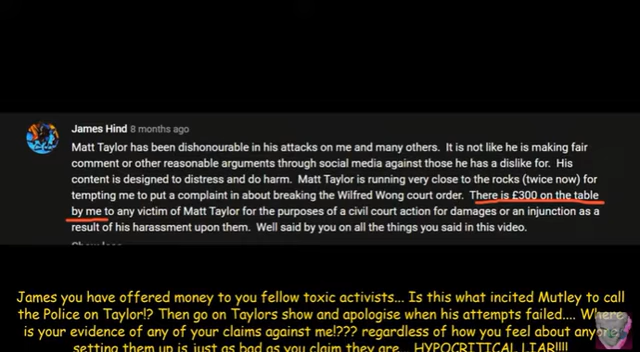 James Hind 8 months ago
Matt Taylor has been dishonourable in his attacks on me and many others. It is not like he is making fair
comment or other reasonable arguments through social media against those he has a dislike for. His
content is designed to distress and do harm. Matt Taylor is running very close to the rocks (twice now) for
tempting me to put a complaint in about breaking the Wilfred Wong court order. There is £300 on the table
by me to any victim of Matt Taylor for the purposes of a civil court action for damages or an injunction as a
result of his harassment upon them. Well said by you on all the things you said in this video.
Show less
James you have offered money to you fellow toxic activists... Is this what incited Mutley to call
the Police on Taylor!? Then go on Taylors show and apologise when his attempts failed.... Where
is your evidence of any of your claims against me!??? regardless of how you feel about anyone
setting them up is just as bad as you claim they are... HYPOCRITICAL LIAR!!!!